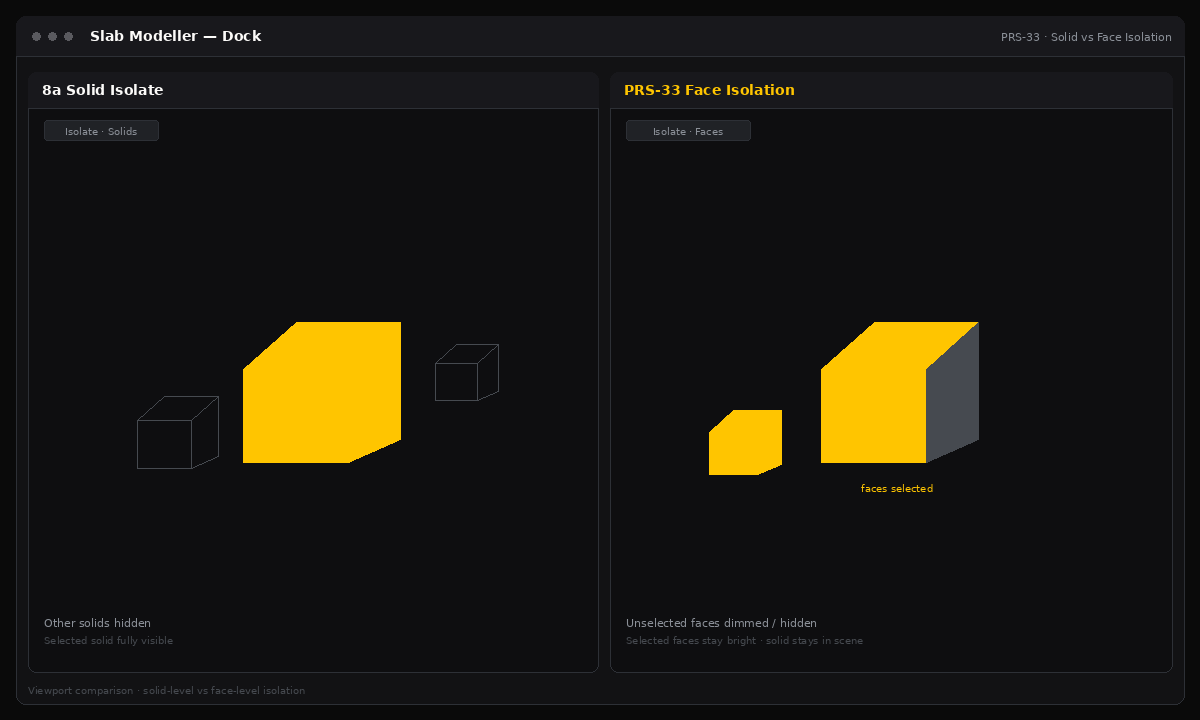 Slab Modeller — Dock
PRS-33 · Solid vs Face Isolation
8a Solid Isolate
Isolate · Solids
Other solids hidden
Selected solid fully visible
PRS-33 Face Isolation
Isolate · Faces
faces selected
Unselected faces dimmed / hidden
Selected faces stay bright · solid stays in scene
Viewport comparison · solid-level vs face-level isolation